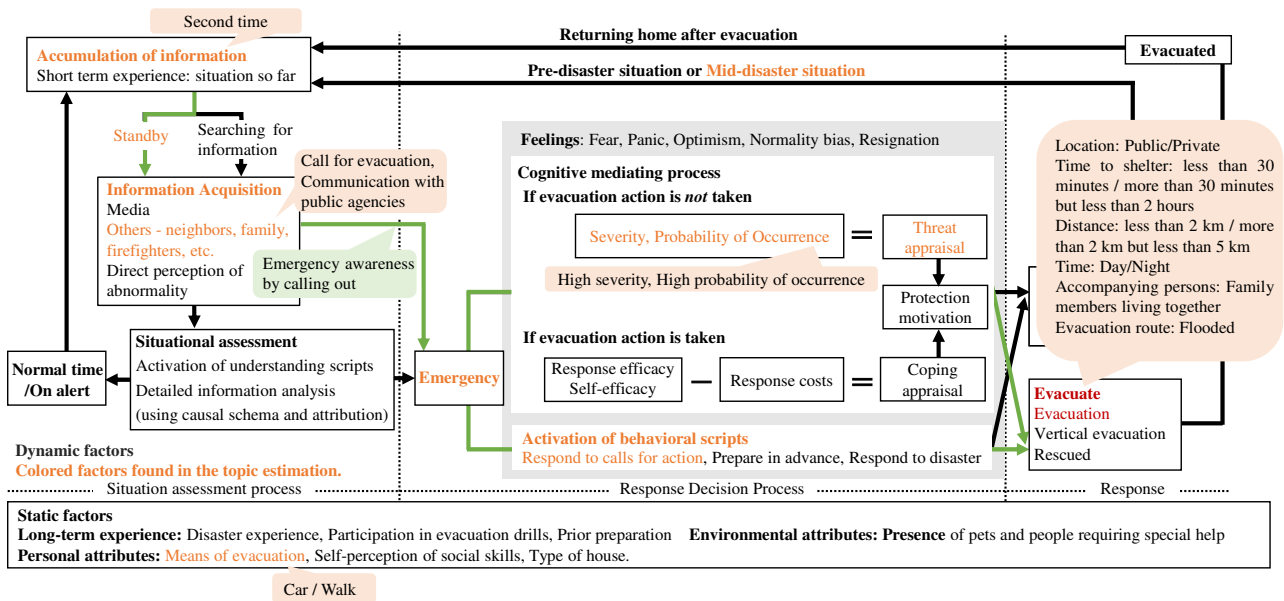 Second time
Accumulation of information
Short term experience: situation so far
Returning home after evacuation
Evacuated
Pre-disaster situation or Mid-disaster situation
Standby
Searching for
information
Call for evacuation,
Communication with
public agencies
Information Acquisition
Media
Others - neighbors, family,
firefighters, etc.
Direct perception of
abnormality
Emergency awareness
by calling out
Situational assessment
Activation of understanding scripts
Detailed information analysis
(using causal schema and attribution)
Normal time
/On alert
Emergency
Feelings: Fear, Panic, Optimism, Normality bias, Resignation
Cognitive mediating process
If evacuation action is not taken
Severity, Probability of Occurrence
=
Threat
appraisal
High severity, High probability of occurrence
Protection
motivation
If evacuation action is taken
Response efficacy
Self-efficacy
−
Response costs
=
Coping
appraisal
Activation of behavioral scripts
Respond to calls for action, Prepare in advance, Respond to disaster
Location: Public/Private
Time to shelter: less than 30
minutes / more than 30 minutes
but less than 2 hours
Distance: less than 2 km / more
than 2 km but less than 5 km
Time: Day/Night
Accompanying persons: Family
members living together
Evacuation route: Flooded
Evacuate
Evacuation
Vertical evacuation
Rescued
Dynamic factors
Colored factors found in the topic estimation.
Situation assessment process
Response Decision Process
Response
Static factors
Long-term experience: Disaster experience, Participation in evacuation drills, Prior preparation Environmental attributes: Presence of pets and people requiring special help
Personal attributes: Means of evacuation, Self-perception of social skills, Type of house.
Car / Walk